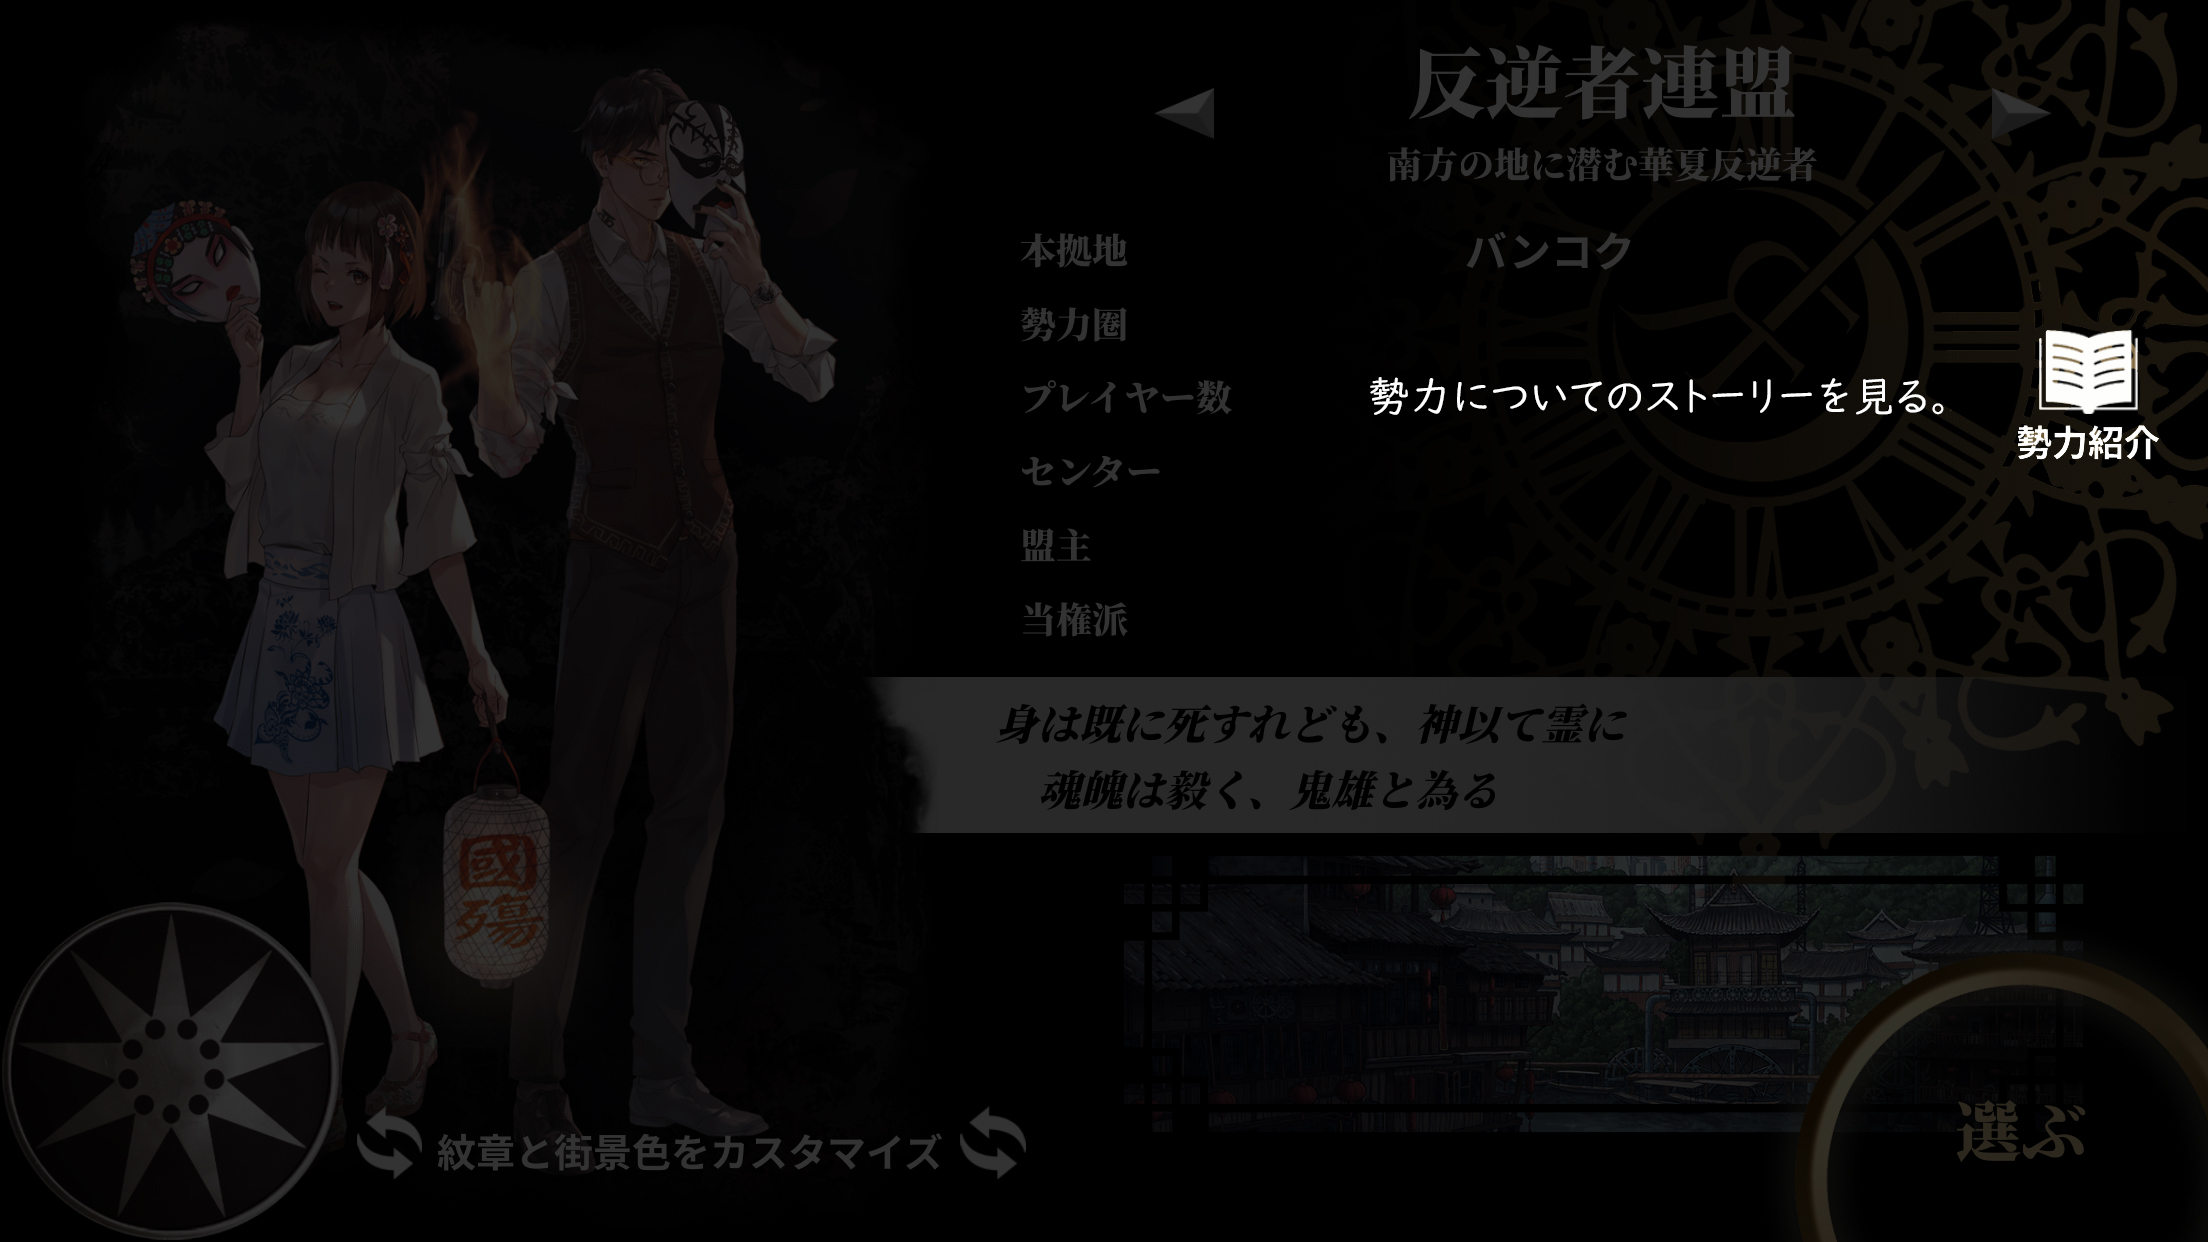 反逆者連盟
南方の地に潜む華夏反逆者
本拠地
バンコク
勢力圏
プレイヤー数
勢力についてのストーリーを見る。
勢力紹介
センター
盟主
当権派
身は既に死すれども、神以て霊に
魂魄は毅く、鬼雄と為る
國
殤
紋章と街景色をカスタマイズ
選ぶ